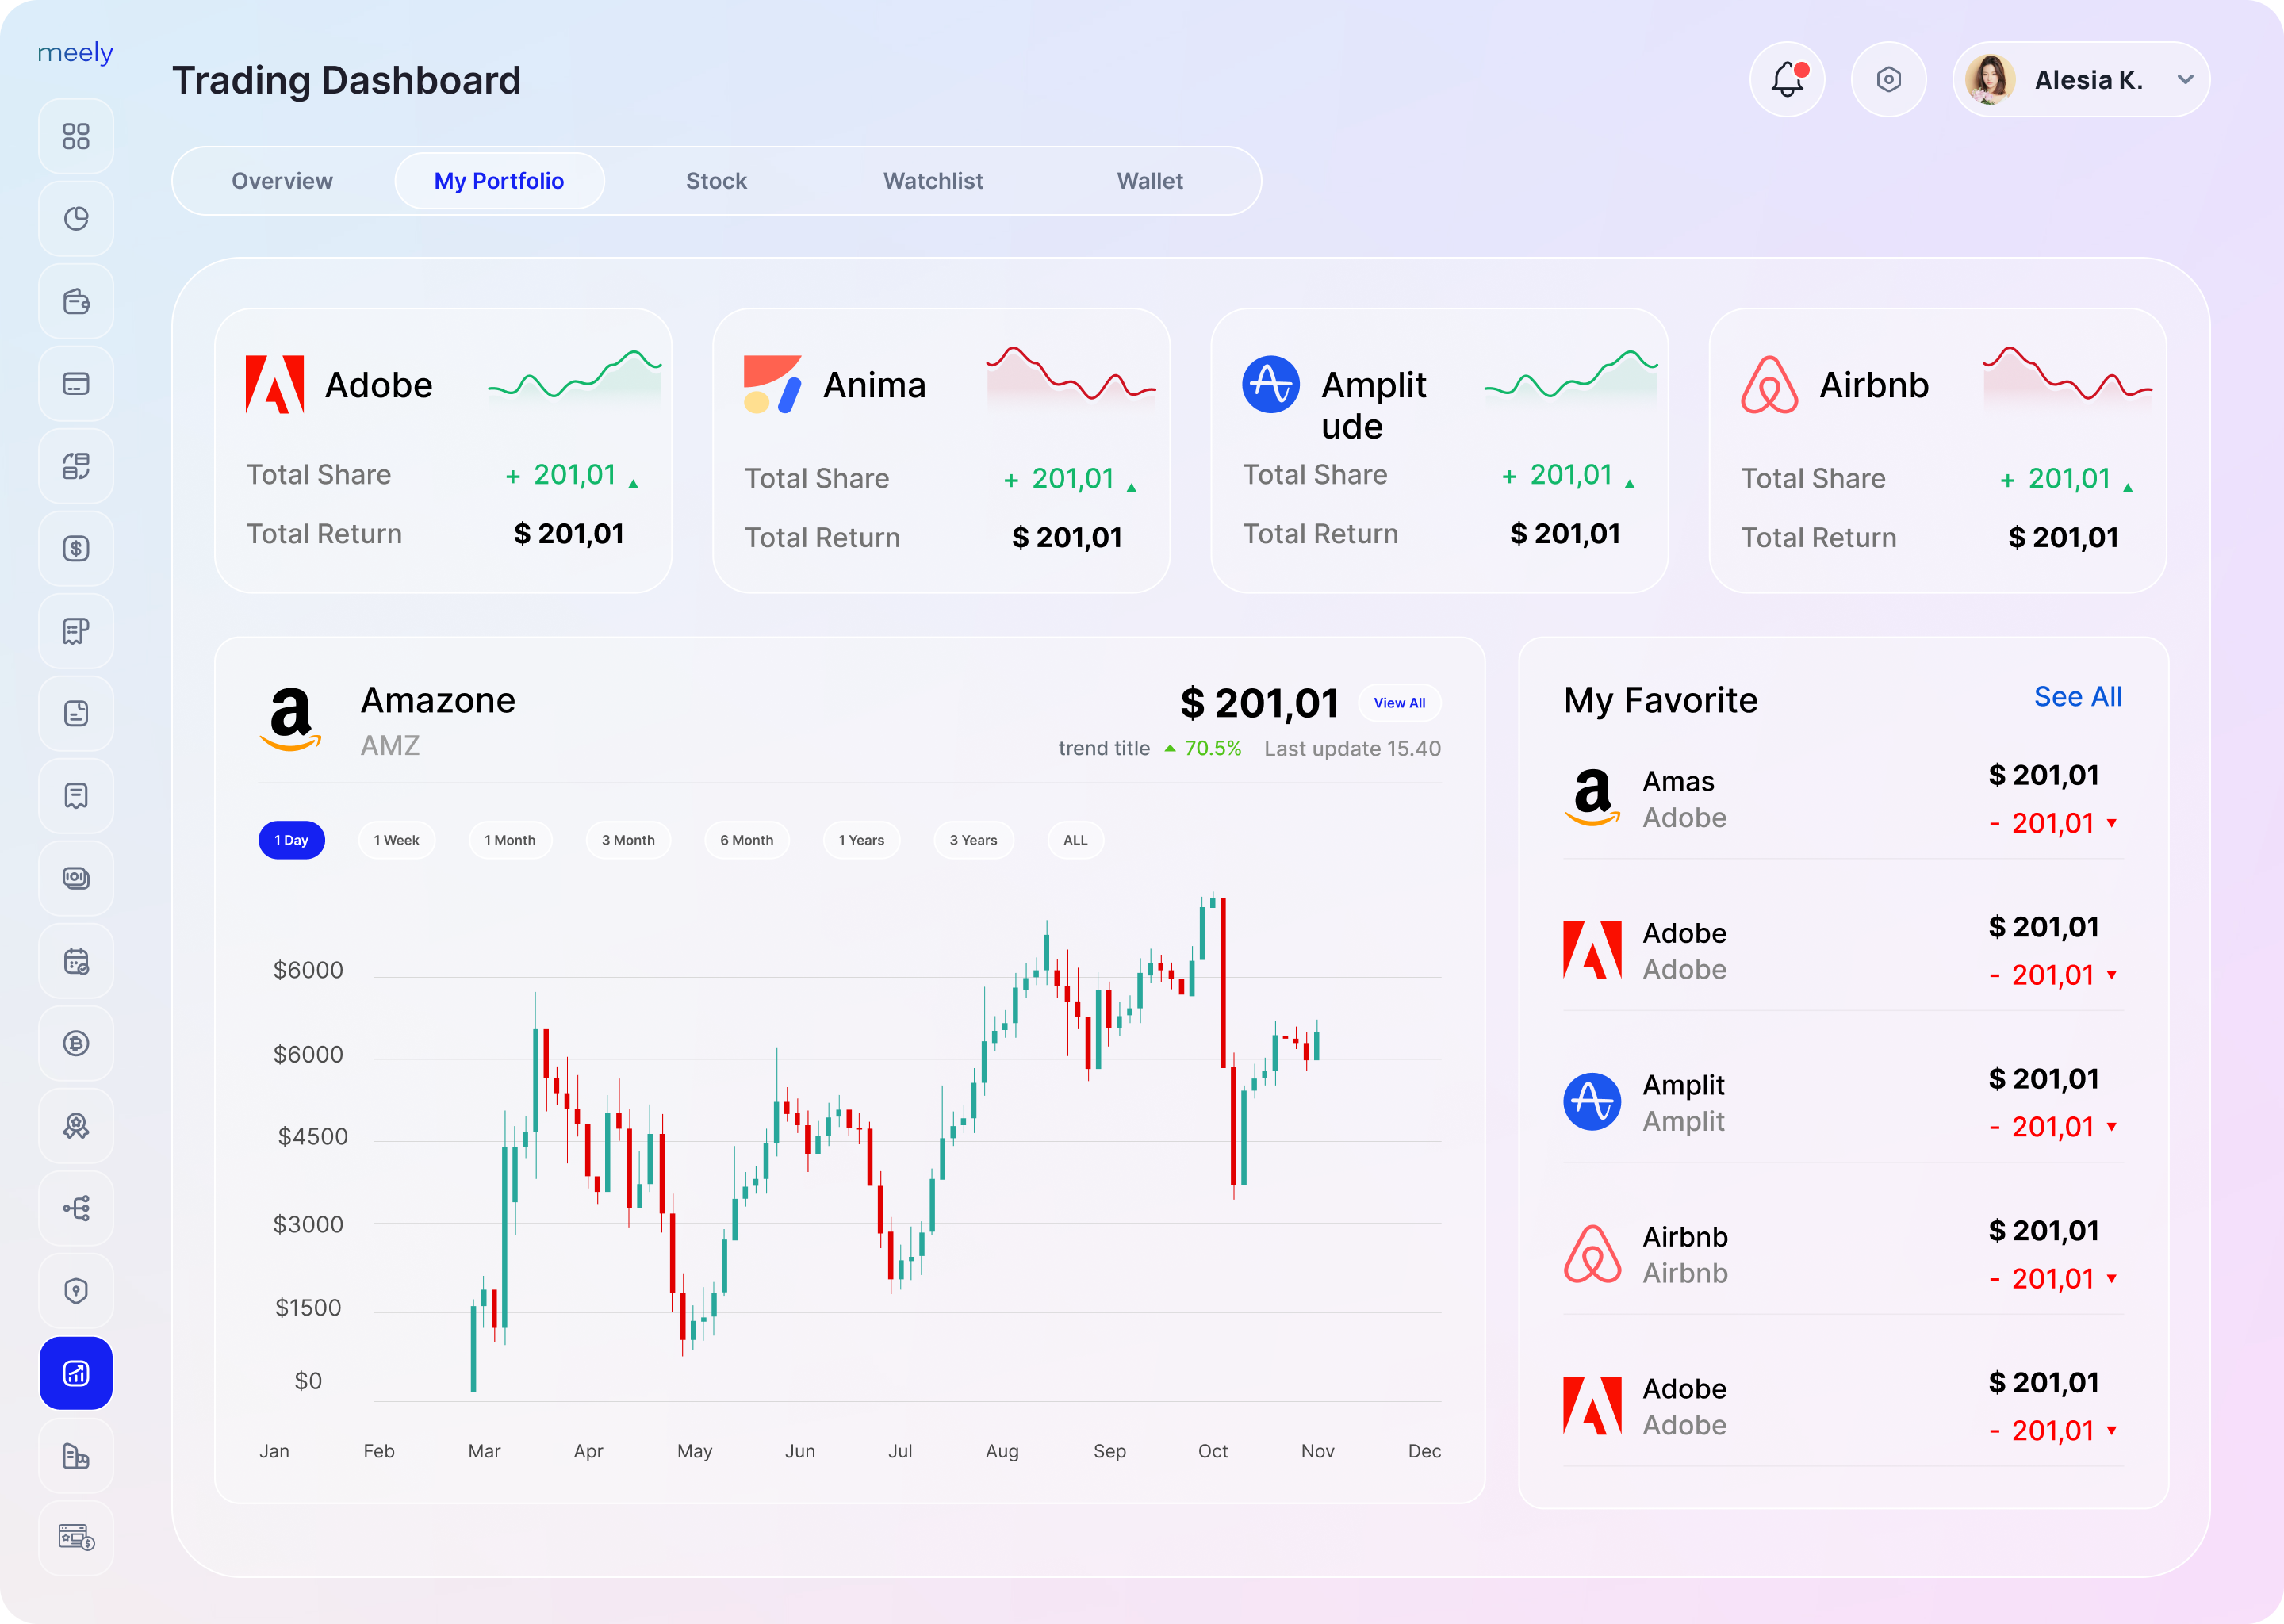 meely
Trading Dashboard
Alesia K.
Overview My Portfolio Stock Watchlist Wallet
Adobe
Total Share + 201,01
Total Return $ 201,01
Anima
Total Share + 201,01
Total Return $ 201,01
Amplit
ude
Total Share + 201,01
Total Return $ 201,01
Airbnb
Total Share + 201,01
Total Return $ 201,01
Amazone
AMZ
$ 201,01 View All
trend title 70.5% Last update 15.40
1 Day 1 Week 1 Month 3 Month 6 Month 1 Years 3 Years ALL
$6000
$6000
$4500
$3000
$1500
$0
Jan Feb Mar Apr May Jun Jul Aug Sep Oct Nov Dec
My Favorite See All
Amas $ 201,01
Adobe - 201,01
Adobe $ 201,01
Adobe - 201,01
Amplit $ 201,01
Amplit - 201,01
Airbnb $ 201,01
Airbnb - 201,01
Adobe $ 201,01
Adobe - 201,01